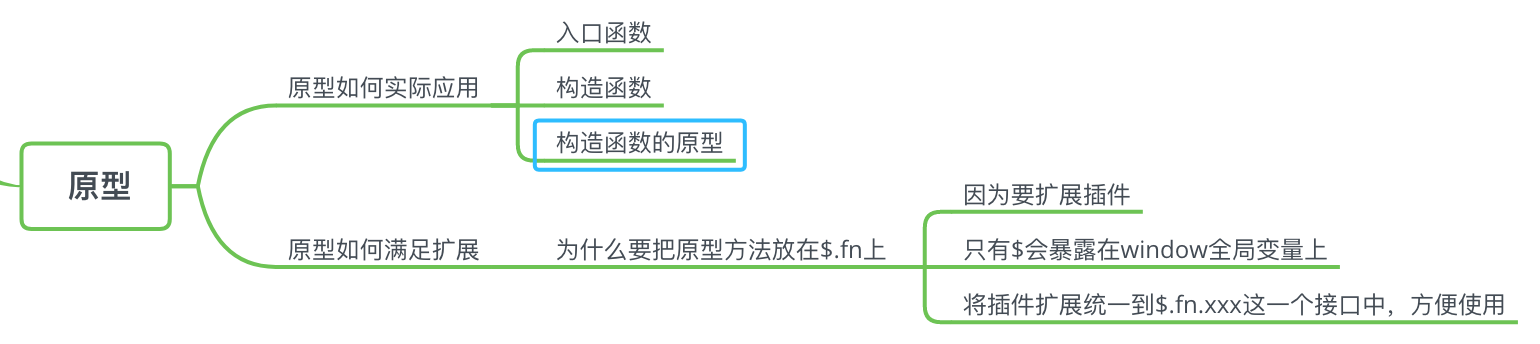 原型
原型如何实际应用
入口函数
构造函数
构造函数的原型
原型如何满足扩展
为什么要把原型方法放在$.fn上
因为要扩展插件
只有$会暴露在window全局变量上
将插件扩展统一到$.fn.xxx这一个接口中，方便使用